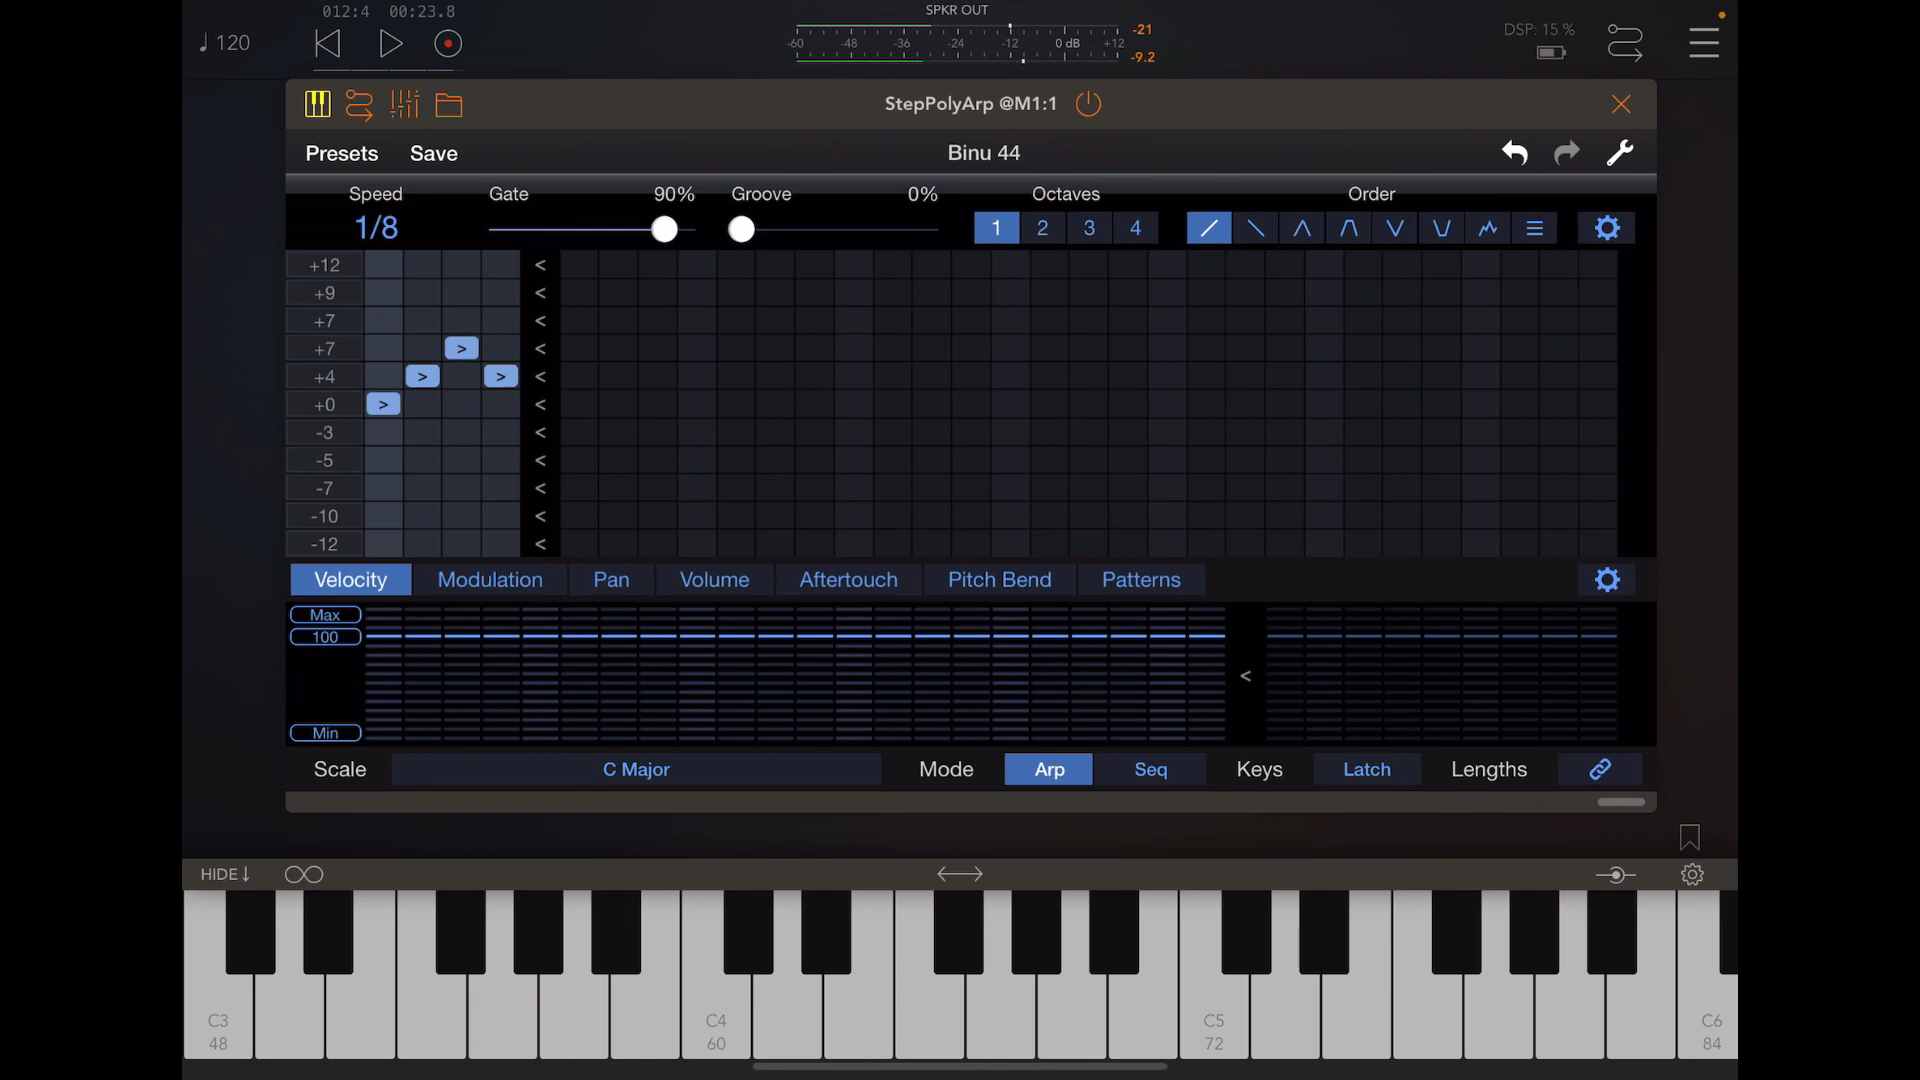 012:4 00:23.8
♩ 120
SPKR OUT
-60 -48 -36 -24 -12 0 dB +12
-21
-9.2
DSP: 15 %
StepPolyArp @M1:1
Presets Save Binu 44
Speed Gate 90% Groove 0% Octaves Order
1/8 1 2 3 4
+12 <
+9 <
+7 <
+7 > <
+4 > > <
+0 > <
-3 <
-5 <
-7 <
-10 <
-12 <
Velocity Modulation Pan Volume Aftertouch Pitch Bend Patterns
Max
100
<
Min
Scale C Major Mode Arp Seq Keys Latch Lengths
HIDE↓
C3 C4 C5 C6
48 60 72 84